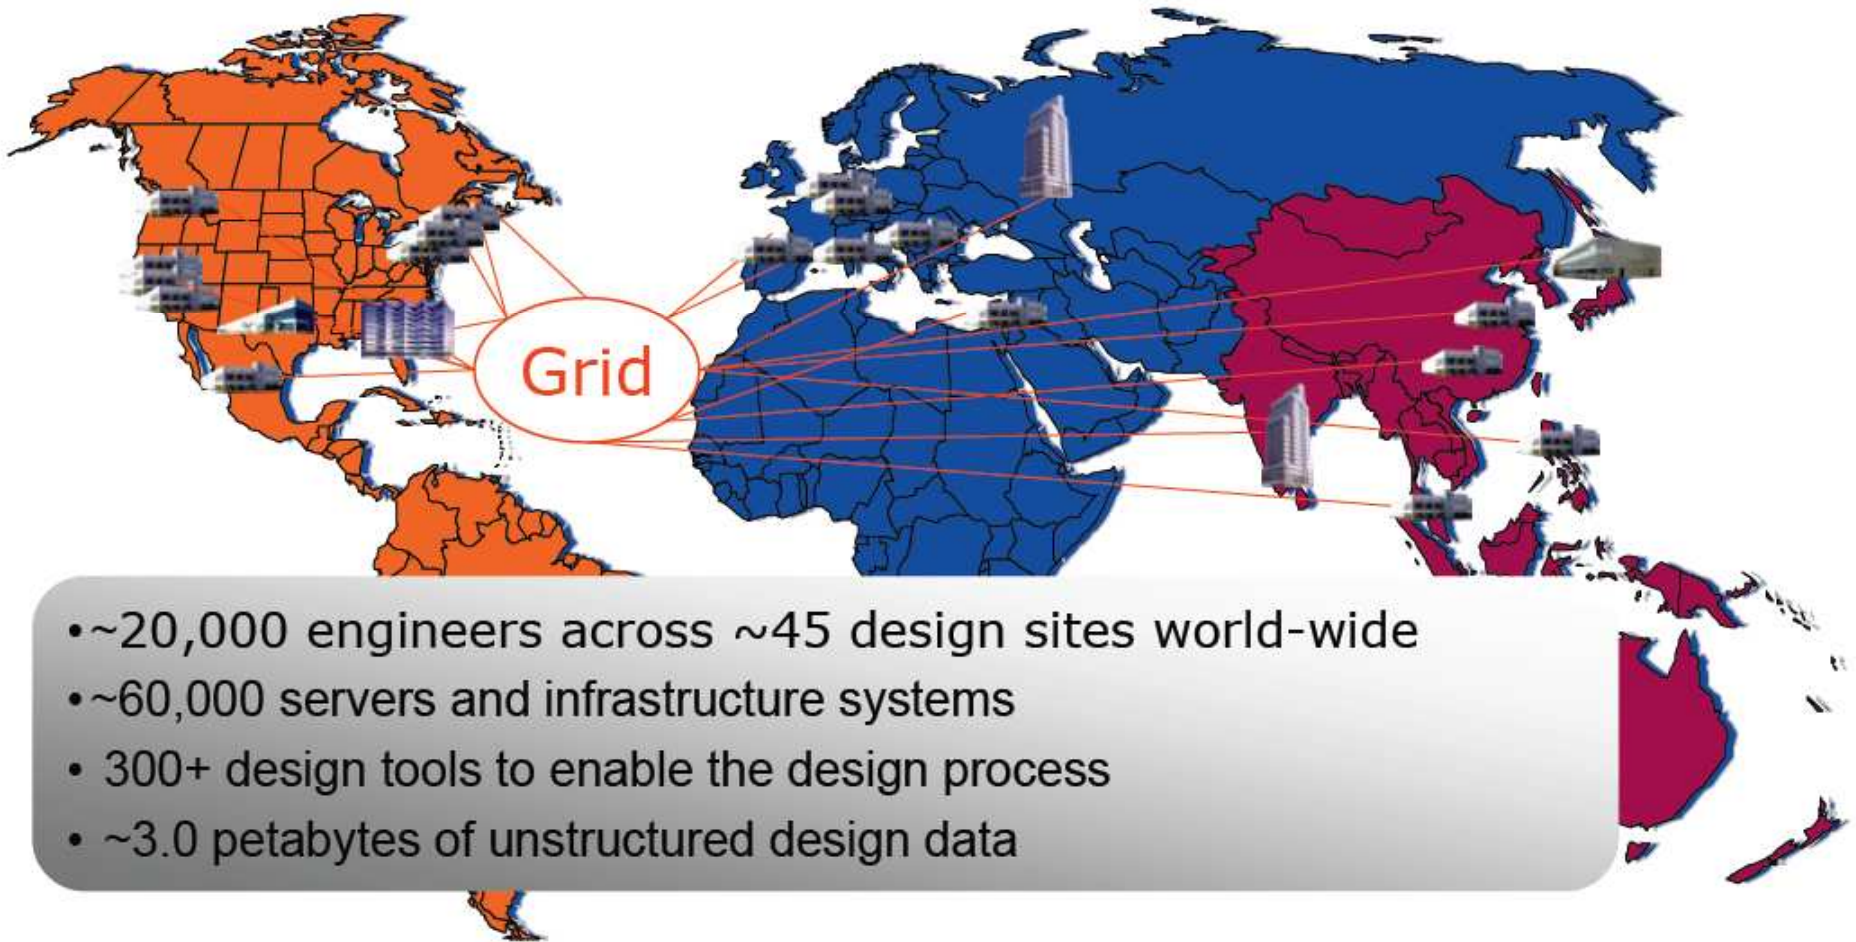 Grid
•~20,000 engineers across ~45 design sites world-wide
•~60,000 servers and infrastructure systems
• 300+ design tools to enable the design process
• ~3.0 petabytes of unstructured design data